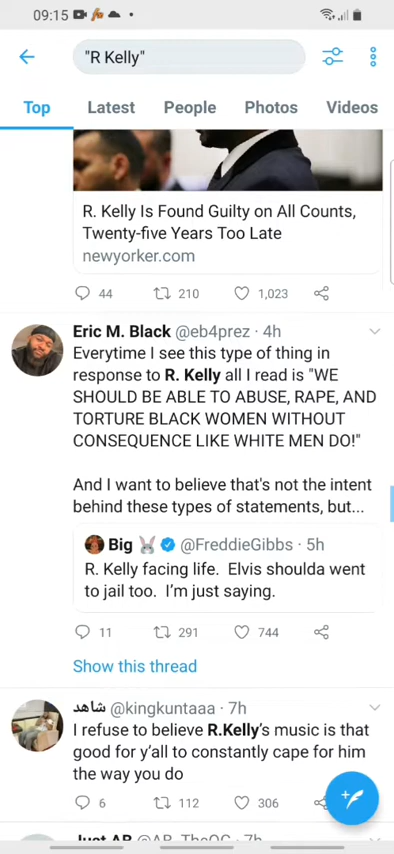 09:15
"R Kelly"
Top Latest People Photos Videos
R. Kelly Is Found Guilty on All Counts,
Twenty-five Years Too Late
newyorker.com
44 210 1,023
Eric M. Black @eb4prez · 4h
Everytime I see this type of thing in
response to R. Kelly all I read is "WE
SHOULD BE ABLE TO ABUSE, RAPE, AND
TORTURE BLACK WOMEN WITHOUT
CONSEQUENCE LIKE WHITE MEN DO!"
And I want to believe that's not the intent
behind these types of statements, but...
Big @FreddieGibbs · 5h
R. Kelly facing life. Elvis shoulda went
to jail too. I'm just saying.
11 291 744
Show this thread
شاهد @kingkuntaaa · 7h
I refuse to believe R.Kelly's music is that
good for y'all to constantly cape for him
the way you do
6 112 306